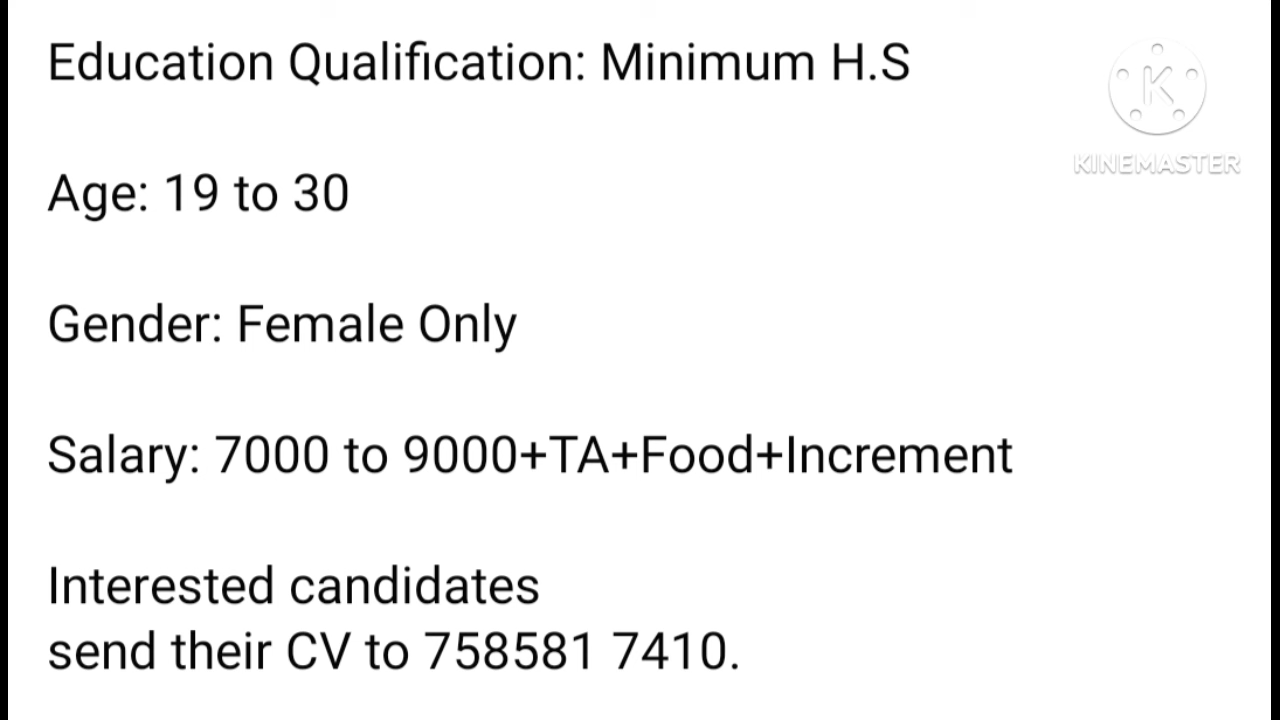 Education Qualification: Minimum H.S
KINEMASTER
Age: 19 to 30
Gender: Female Only
Salary: 7000 to 9000+TA+Food+Increment
Interested candidates
send their CV to 758581 7410.